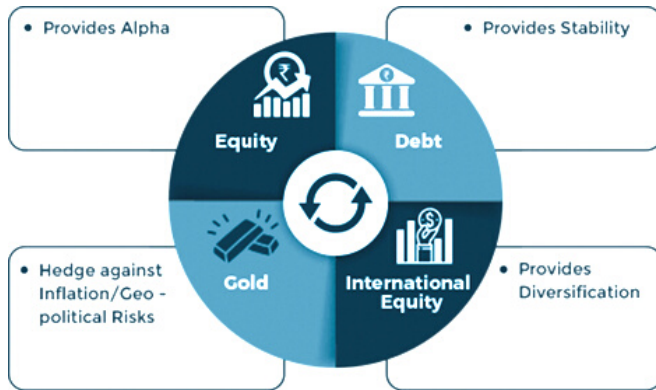 • Provides Alpha
• Provides Stability
₹
₹
Equity
Debt
$
Gold
International
Equity
• Hedge against
Inflation/Geo -
political Risks
• Provides
Diversification